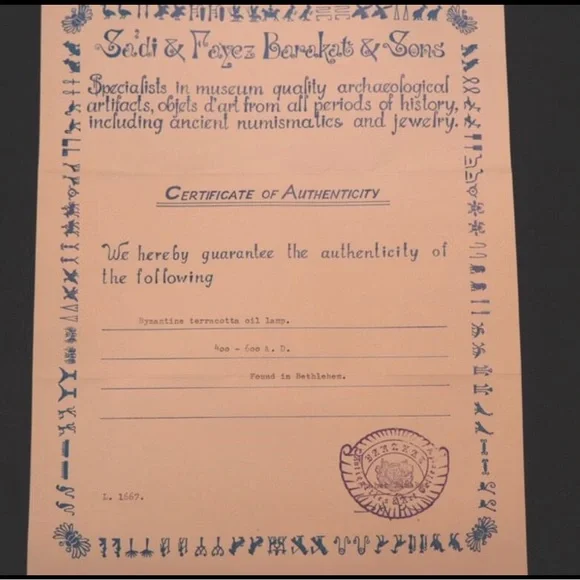 Sa'di & Fayez Barakat & Sons
Specialists in museum quality archaeological
artifacts, objets d'art from all periods of history,
including ancient numismatics and jewelry.
CERTIFICATE OF AUTHENTICITY
We hereby guarantee the authenticity of
the following
Byzantine terracotta oil lamp.
400 - 600 A. D.
Found in Bethlehem.
BARAKAT
L. 1667.